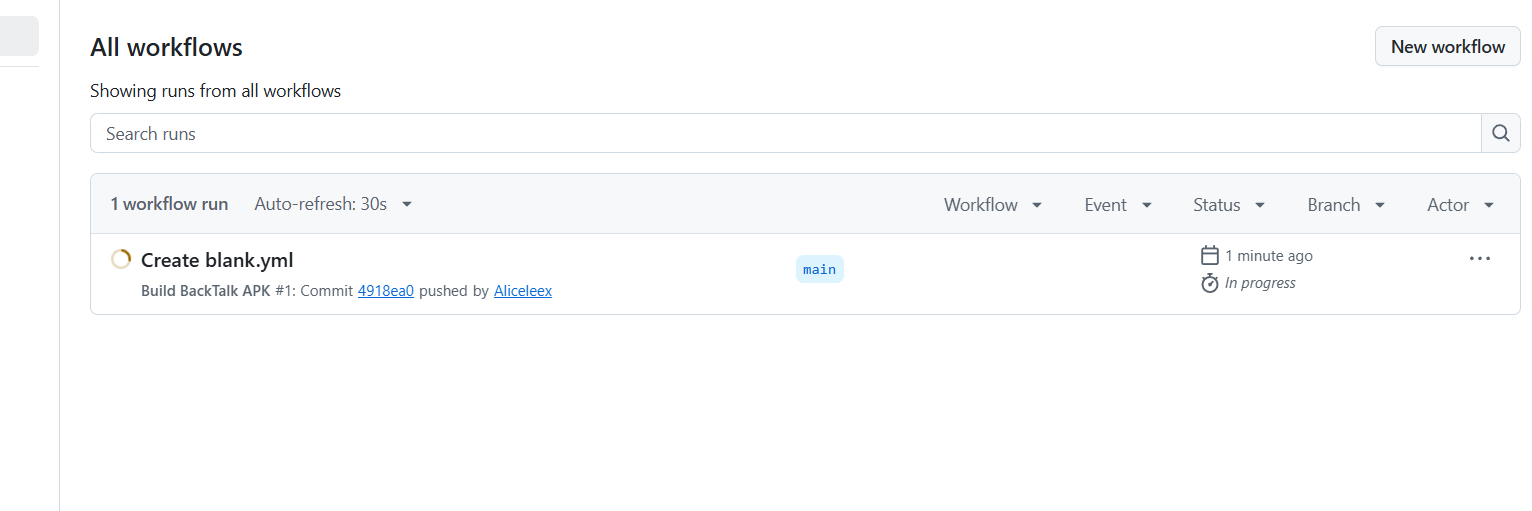 All workflows
New workflow
Showing runs from all workflows
Search runs
1 workflow run Auto-refresh: 30s Workflow Event Status Branch Actor
Create blank.yml
main
1 minute ago
Build BackTalk APK #1: Commit 4918ea0 pushed by Aliceleex
In progress